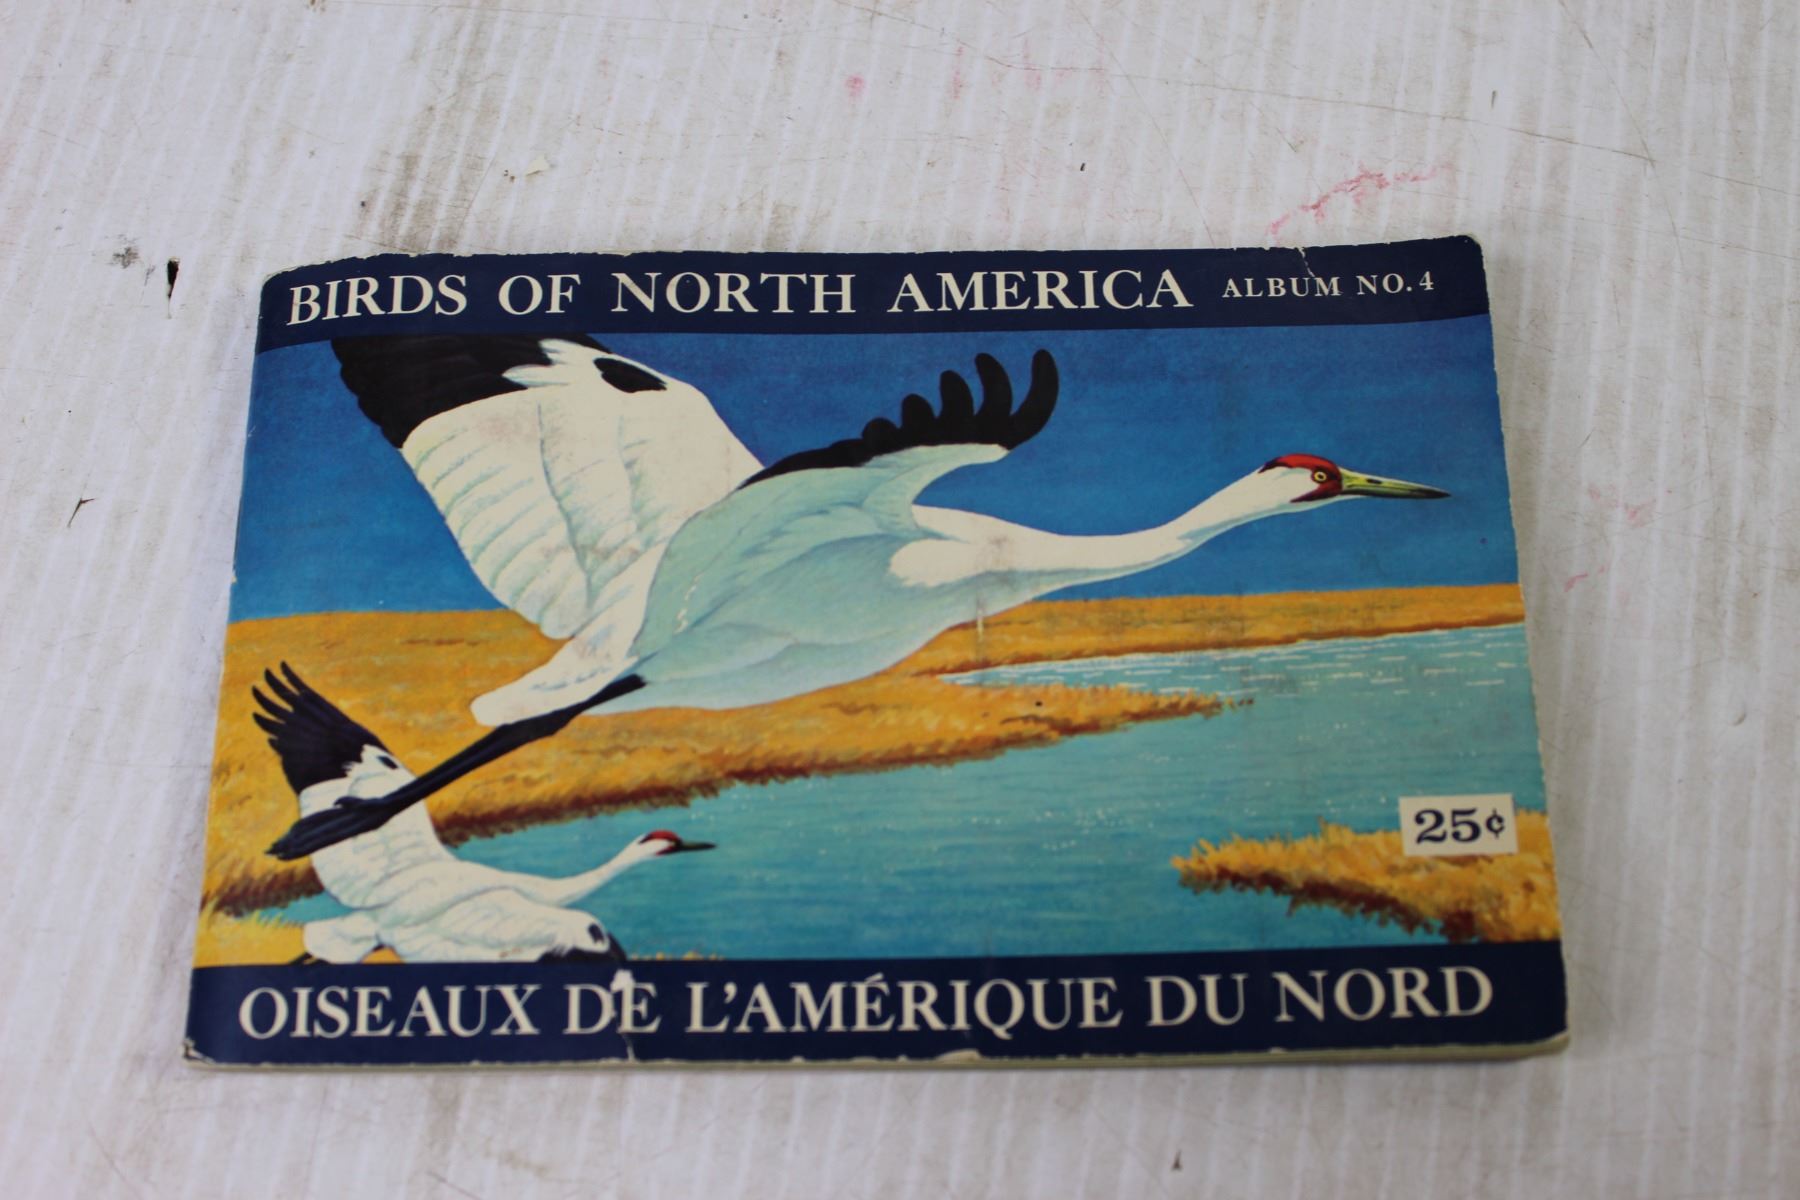 BIRDS OF NORTH AMERICA ALBUM NO. 4
25¢
OISEAUX DE L'AMÉRIQUE DU NORD